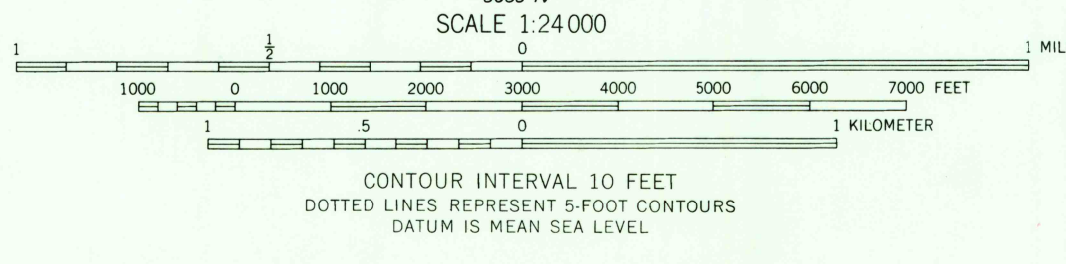 SCALE 1:24 000
1 ½ 0 1 MIL
1000 0 1000 2000 3000 4000 5000 6000 7000 FEET
1 .5 0 1 KILOMETER
CONTOUR INTERVAL 10 FEET
DOTTED LINES REPRESENT 5-FOOT CONTOURS
DATUM IS MEAN SEA LEVEL